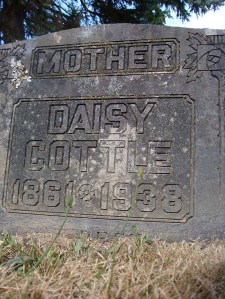 MOTHER
DAISY
COTTLE
1861 1938